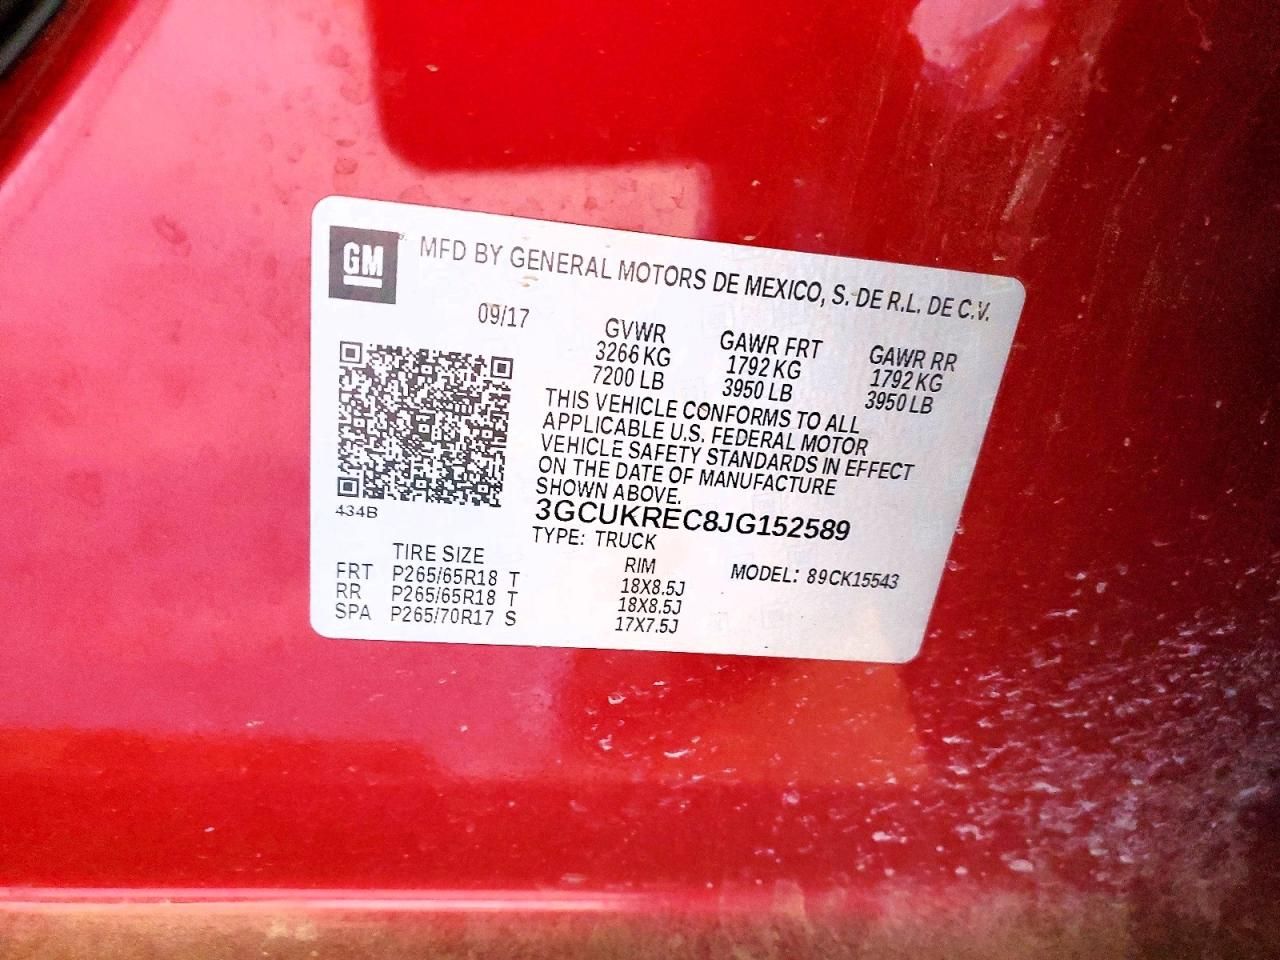 GM
MFD BY GENERAL MOTORS DE MEXICO, S. DE R.L. DE C.V.
09/17
GVWR GAWR FRT GAWR RR
3266 KG 1792 KG 1792 KG
7200 LB 3950 LB 3950 LB
THIS VEHICLE CONFORMS TO ALL
APPLICABLE U.S. FEDERAL MOTOR
VEHICLE SAFETY STANDARDS IN EFFECT
ON THE DATE OF MANUFACTURE
SHOWN ABOVE.
434B
3GCUKREC8JG152589
TYPE: TRUCK
MODEL: 89CK15543
TIRE SIZE RIM
FRT P265/65R18 T 18X8.5J
RR P265/65R18 T 18X8.5J
SPA P265/70R17 S 17X7.5J